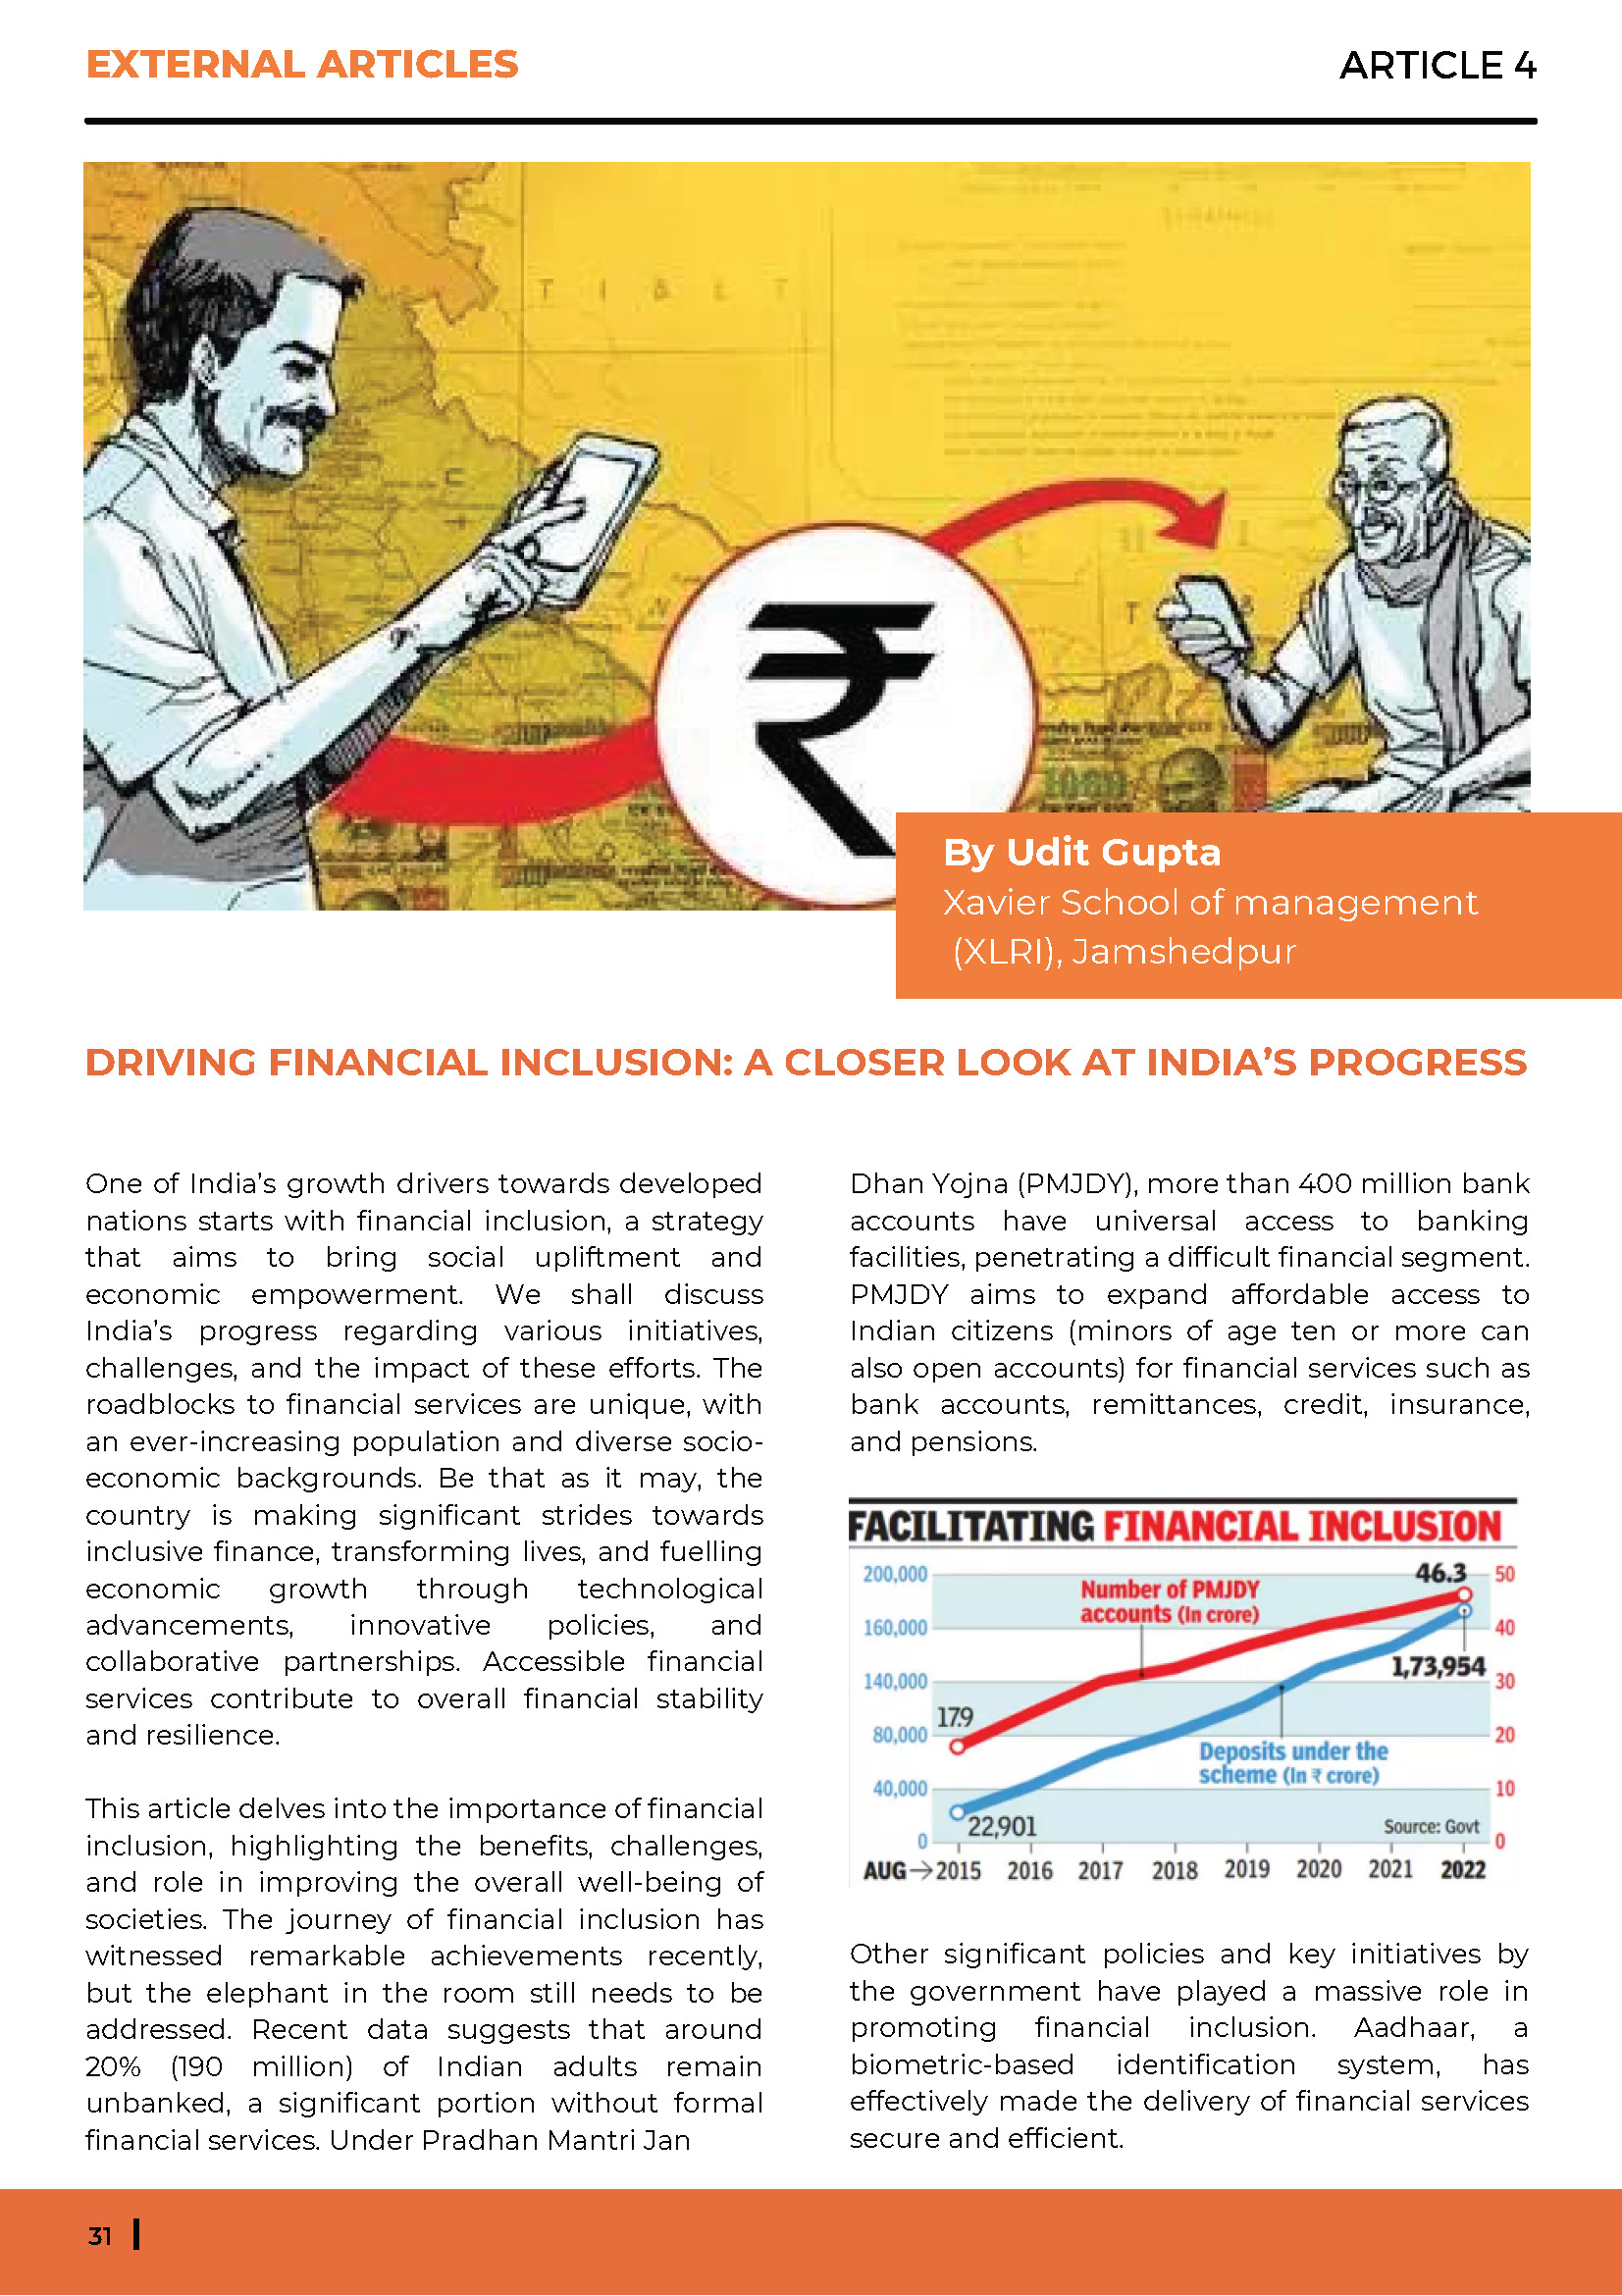 EXTERNAL ARTICLES
ARTICLE 4
T I B E T
₹
1000
By Udit Gupta
Xavier School of management
(XLRI), Jamshedpur
DRIVING FINANCIAL INCLUSION: A CLOSER LOOK AT INDIA’S PROGRESS
One of India’s growth drivers towards developed
nations starts with financial inclusion, a strategy
that aims to bring social upliftment and
economic empowerment. We shall discuss
India’s progress regarding various initiatives,
challenges, and the impact of these efforts. The
roadblocks to financial services are unique, with
an ever-increasing population and diverse socio-
economic backgrounds. Be that as it may, the
country is making significant strides towards
inclusive finance, transforming lives, and fuelling
economic growth through technological
advancements, innovative policies, and
collaborative partnerships. Accessible financial
services contribute to overall financial stability
and resilience.
This article delves into the importance of financial
inclusion, highlighting the benefits, challenges,
and role in improving the overall well-being of
societies. The journey of financial inclusion has
witnessed remarkable achievements recently,
but the elephant in the room still needs to be
addressed. Recent data suggests that around
20% (190 million) of Indian adults remain
unbanked, a significant portion without formal
financial services. Under Pradhan Mantri Jan
Dhan Yojna (PMJDY), more than 400 million bank
accounts have universal access to banking
facilities, penetrating a difficult financial segment.
PMJDY aims to expand affordable access to
Indian citizens (minors of age ten or more can
also open accounts) for financial services such as
bank accounts, remittances, credit, insurance,
and pensions.
FACILITATING FINANCIAL INCLUSION
200,000
160,000
140,000
80,000
40,000
0
50
40
30
20
10
0
Number of PMJDY
accounts (In crore)
46.3
17.9
1,73,954
Deposits under the
scheme (In ₹ crore)
22,901
Source: Govt
AUG→2015 2016 2017 2018 2019 2020 2021 2022
Other significant policies and key initiatives by
the government have played a massive role in
promoting financial inclusion. Aadhaar, a
biometric-based identification system, has
effectively made the delivery of financial services
secure and efficient.
31